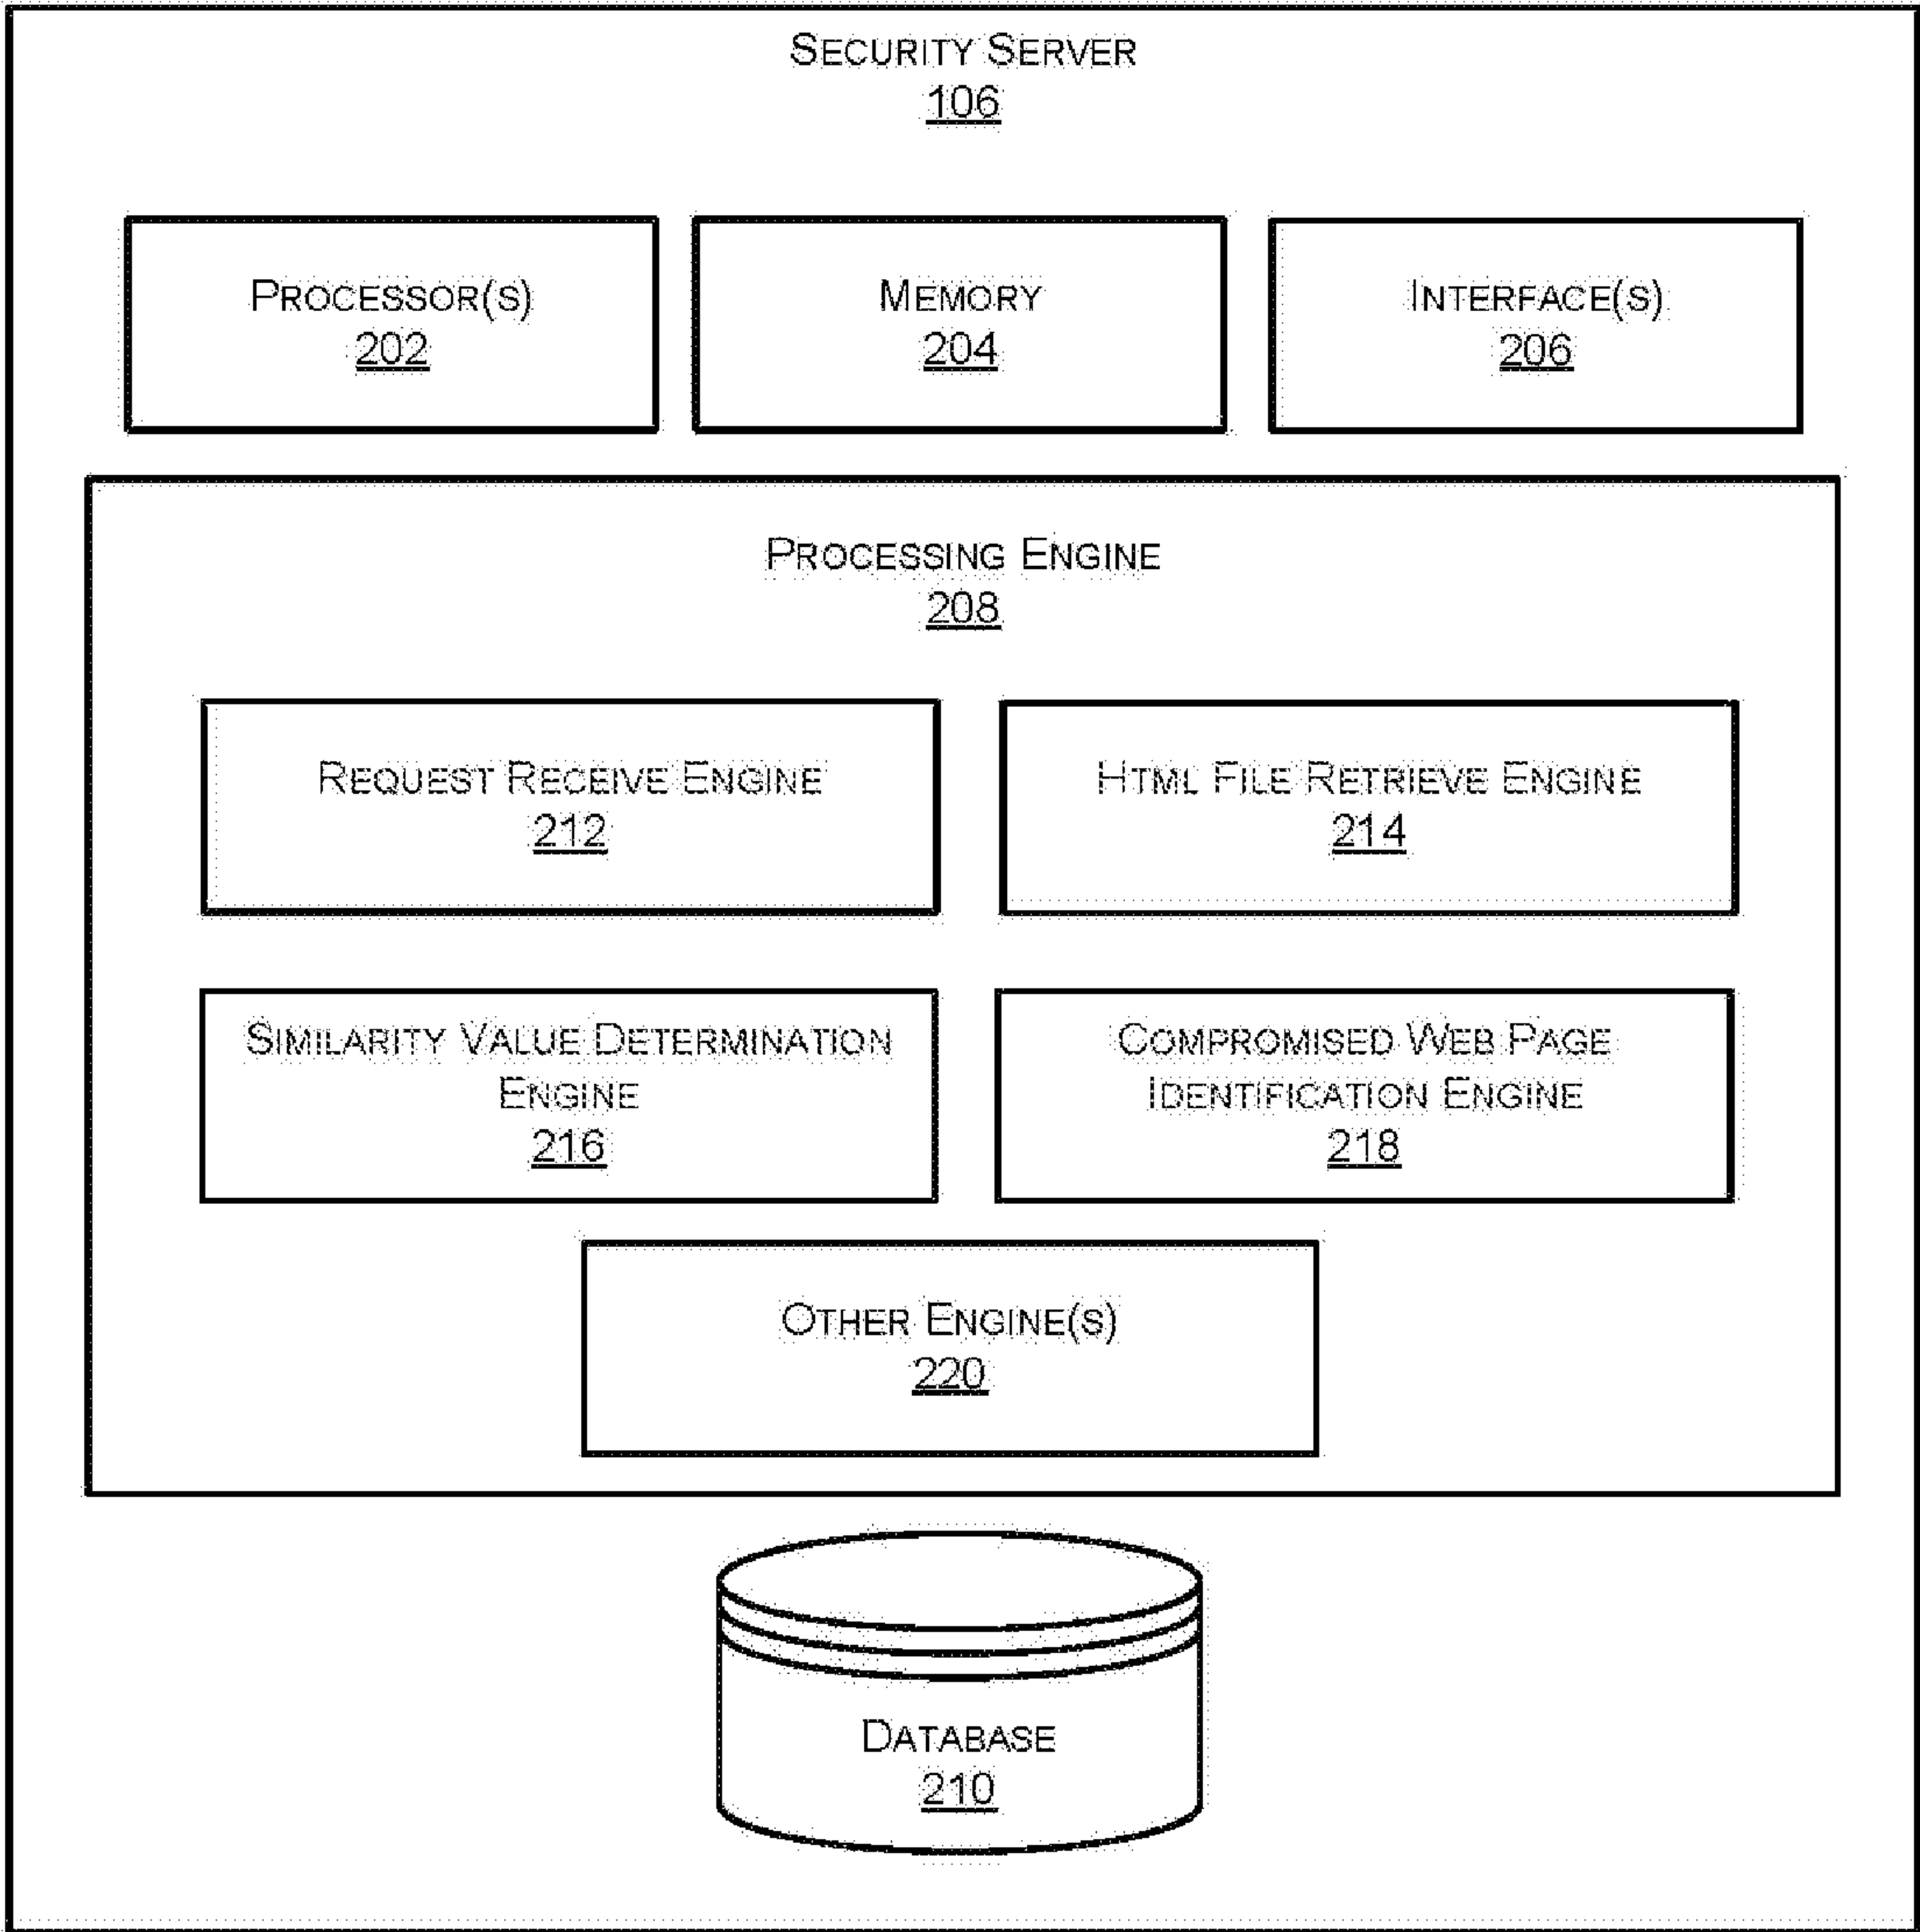 SECURITY SERVER
106
PROCESSOR(S)
202
MEMORY
204
INTERFACE(S)
206
PROCESSING ENGINE
208
REQUEST RECEIVE ENGINE
212
HTML FILE RETRIEVE ENGINE
214
SIMILARITY VALUE DETERMINATION
ENGINE
216
COMPROMISED WEB PAGE
IDENTIFICATION ENGINE
218
OTHER ENGINE(S)
220
DATABASE
210